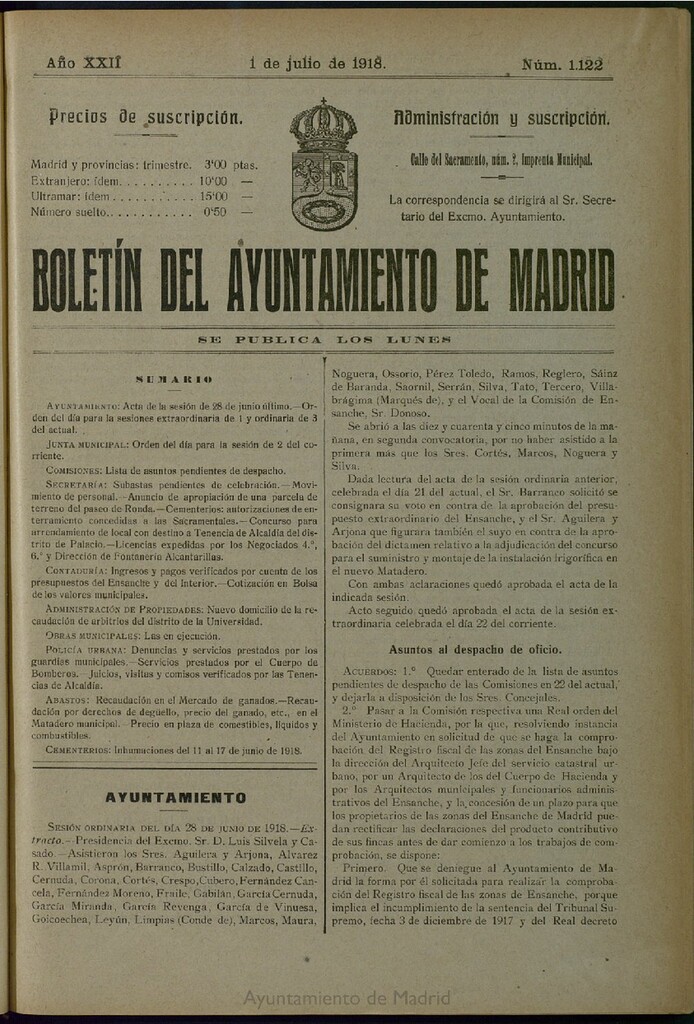 Año XXII
1 de julio de 1918.
Núm. 1.122
Precios de suscripción.
Madrid y provincias: trimestre. 3'00 ptas.
Extranjero: ídem.......... 10'00 —
Ultramar: ídem........... 15'00 —
Número suelto............ 0'50 —
Administración y suscripción.
Calle del Sacramento, núm. , Imprenta Municipal.
La correspondencia se dirigirá al Sr. Secre-
tario del Excmo. Ayuntamiento.
BOLETÍN DEL AYUNTAMIENTO DE MADRID
SE PUBLICA LOS LUNES
SUMARIO
AYUNTAMIENTO: Acta de la sesión de 28 de junio último.—Or-
den del día para la sesiones extraordinaria de 1 y ordinaria de 3
del actual.
JUNTA MUNICIPAL: Orden del día para la sesión de 2 del co-
rriente.
COMISIONES: Lista de asuntos pendientes de despacho.
SECRETARÍA: Subastas pendientes de celebración.—Movi-
miento de personal.—Anuncio de apropiación de una parcela de
terreno del paseo de Ronda.—Cementerios: autorizaciones de en-
terramiento concedidas a las Sacramentales.—Concurso para
arrendamiento de local con destino a Tenencia de Alcaldía del dis-
trito de Palacio.—Licencias expedidas por los Negociados 4.º,
6.º y Dirección de Fontanería Alcantarillas.
CONTADURÍA: Ingresos y pagos verificados por cuenta de los
presupuestos del Ensanche y del Interior.—Cotización en Bolsa
de los valores municipales.
ADMINISTRACIÓN DE PROPIEDADES: Nuevo domicilio de la re-
caudación de arbitrios del distrito de la Universidad.
OBRAS MUNICIPALES: Las en ejecución.
POLICÍA URBANA: Denuncias y servicios prestados por los
guardias municipales.—Servicios prestados por el Cuerpo de
Bomberos.—Juicios, visitas y comisos verificados por las Tenen-
cias de Alcaldía.
ABASTOS: Recaudación en el Mercado de ganados.—Recau-
dación por derechos de degüello, precio del ganado, etc., en el
Matadero municipal.—Precio en plaza de comestibles, líquidos y
combustibles.
CEMENTERIOS: Inhumaciones del 11 al 17 de junio de 1918.
AYUNTAMIENTO
SESIÓN ORDINARIA DEL DÍA 28 DE JUNIO DE 1918.—Ex-
tracto.—Presidencia del Excmo. Sr. D. Luis Silvela y Ca-
sado.—Asistieron los Sres. Aguilera y Arjona, Alvarez
R. Villamil, Asprón, Barranco, Bustillo, Calzado, Castillo,
Cernuda, Corona, Cortés, Crespo, Cubero, Fernández Can-
cela, Fernández Moreno, Fraile, Gabilán, García Cernuda,
García Miranda, García Revenga, García de Vinuesa,
Goicoechea, Leyún, Limpias (Conde de), Marcos, Maura,
Noguera, Ossorio, Pérez Toledo, Ramos, Reglero, Sáinz
de Baranda, Saornil, Serrán, Silva, Tato, Tercero, Villa-
brágima (Marqués de), y el Vocal de la Comisión de En-
sanche, Sr. Donoso.
Se abrió a las diez y cuarenta y cinco minutos de la ma-
ñana, en segunda convocatoria, por no haber asistido a la
primera más que los Sres. Cortés, Marcos, Noguera y
Silva.
Dada lectura del acta de la sesión ordinaria anterior,
celebrada el día 21 del actual, el Sr. Barranco solicitó se
consignara su voto en contra de la aprobación del presu-
puesto extraordinario del Ensanche, y el Sr. Aguilera y
Arjona que figurara también el suyo en contra de la apro-
bación del dictamen relativo a la adjudicación del concurso
para el suministro y montaje de la instalación frigorífica en
el nuevo Matadero.
Con ambas aclaraciones quedó aprobada el acta de la
indicada sesión.
Acto seguido quedó aprobada el acta de la sesión ex-
traordinaria celebrada el día 22 del corriente.
Asuntos al despacho de oficio.
ACUERDOS: 1.º Quedar enterado de la lista de asuntos
pendientes de despacho de las Comisiones en 22 del actual,
y dejarla a disposición de los Sres. Concejales.
2.º Pasar a la Comisión respectiva una Real orden del
Ministerio de Hacienda, por la que, resolviendo instancia
del Ayuntamiento en solicitud de que se haga la compro-
bación del Registro fiscal de las zonas del Ensanche bajo
la dirección del Arquitecto Jefe del servicio catastral ur-
bano, por un Arquitecto de los del Cuerpo de Hacienda y
por los Arquitectos municipales y funcionarios adminis-
trativos del Ensanche, y la concesión de un plazo para que
los propietarios de las zonas del Ensanche de Madrid pue-
dan rectificar las declaraciones del producto contributivo
de sus fincas antes de dar comienzo a los trabajos de com-
probación, se dispone:
Primero. Que se deniegue al Ayuntamiento de Ma-
drid la forma por él solicitada para realizar la comproba-
ción del Registro fiscal de las zonas de Ensanche, porque
implica el incumplimiento de la sentencia del Tribunal Su-
premo, fecha 3 de diciembre de 1917 y del Real decreto
Ayuntamiento de Madrid